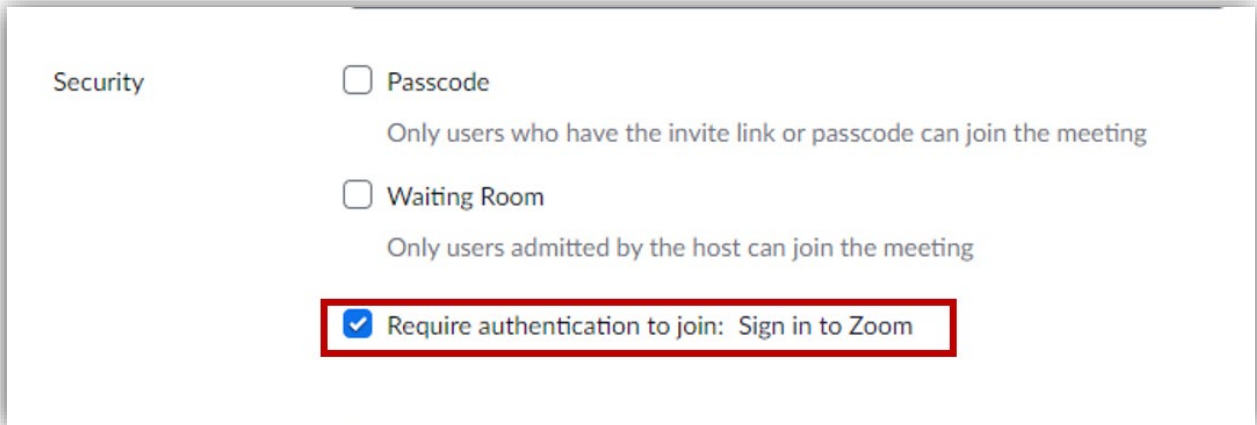 Security
Passcode
Only users who have the invite link or passcode can join the meeting
Waiting Room
Only users admitted by the host can join the meeting
Require authentication to join: Sign in to Zoom